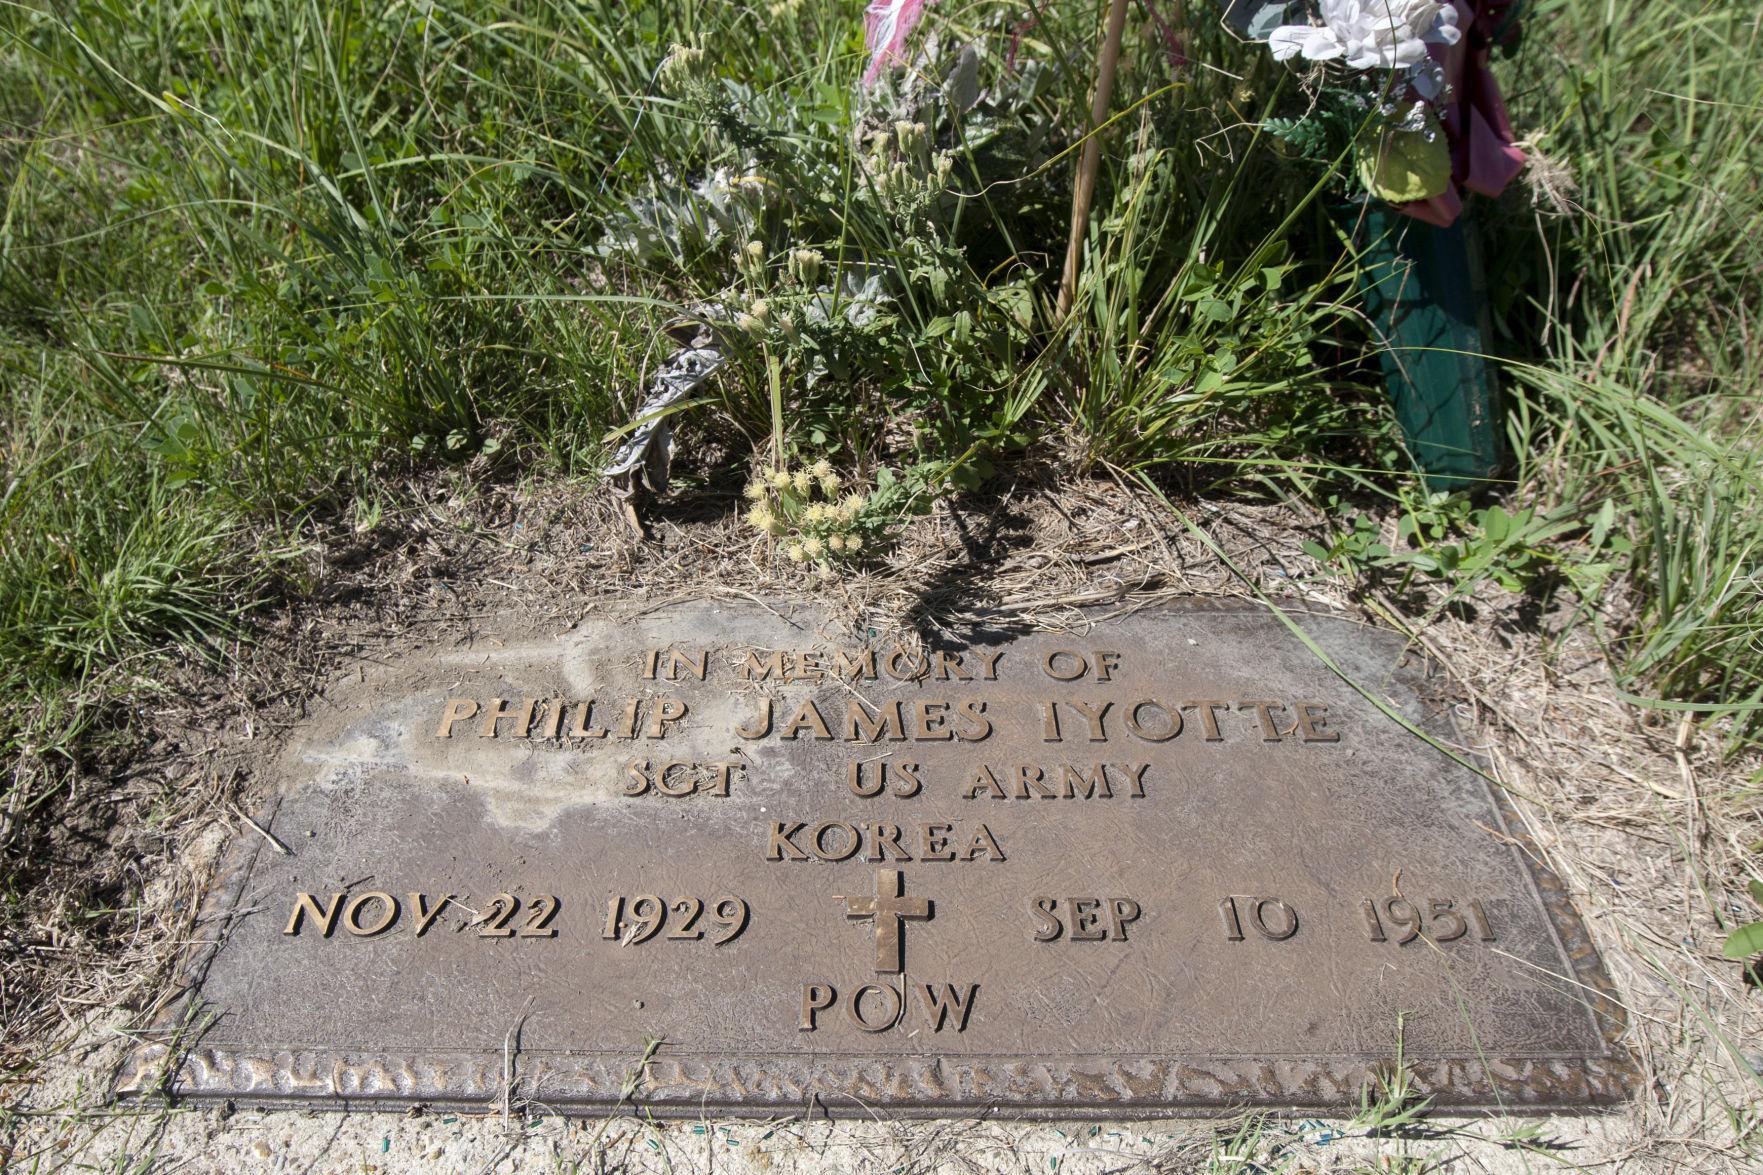 IN MEMORY OF
PHILIP JAMES IYOTTE
SGT US ARMY
KOREA
NOV 22 1929 SEP 10 1951
POW